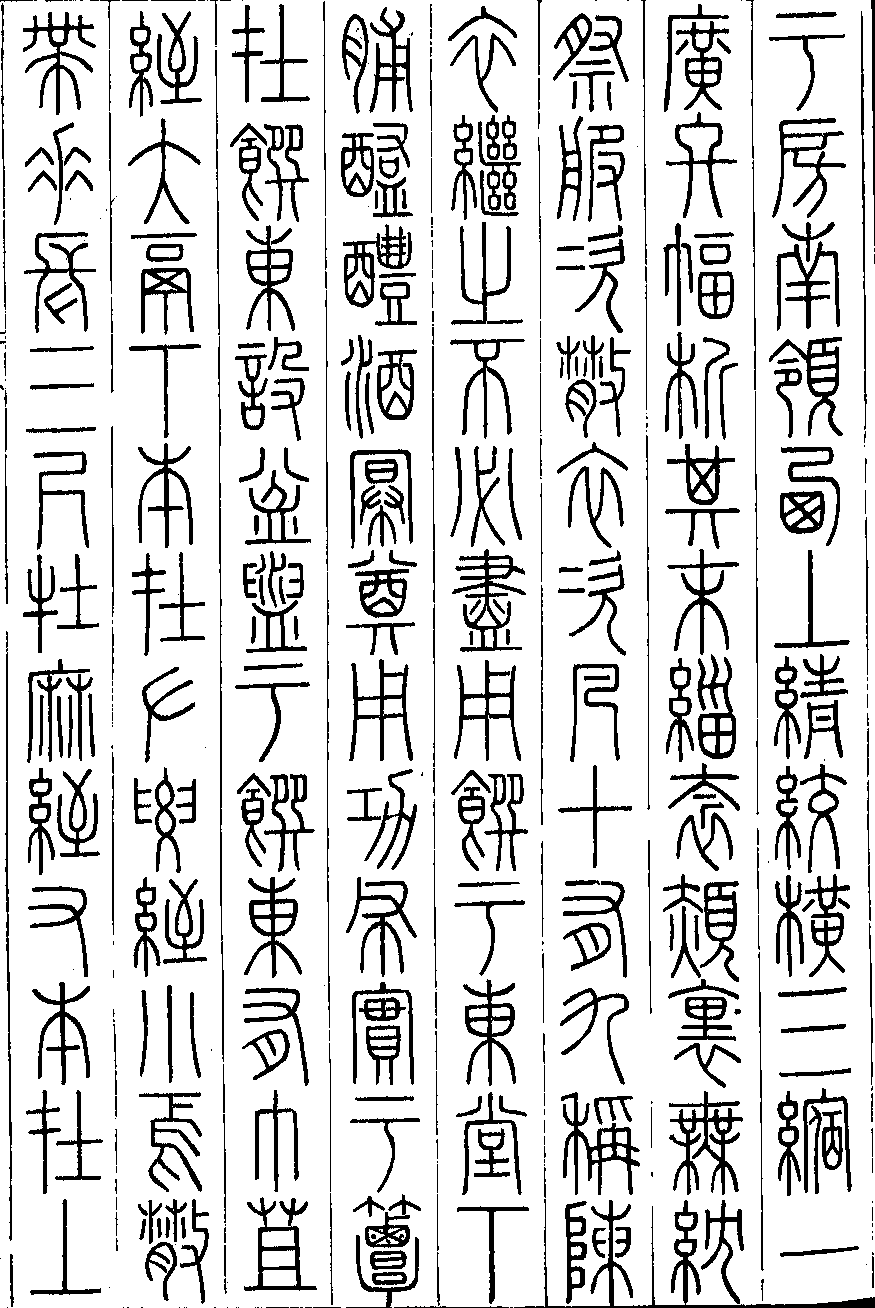 于房南領西上綪絞橫三縮一
廣終幅析其末緇衾赬裏無紞
祭服次散衣次凡十有九稱陳
衣繼之不必盡用饌于東堂下
脯醢醴酒冪奠用功布實于簞
在饌東設盆盥于饌東有巾苴
絰大鬲下本在左要絰小焉散
帶垂長三尺牡麻絰右本在上